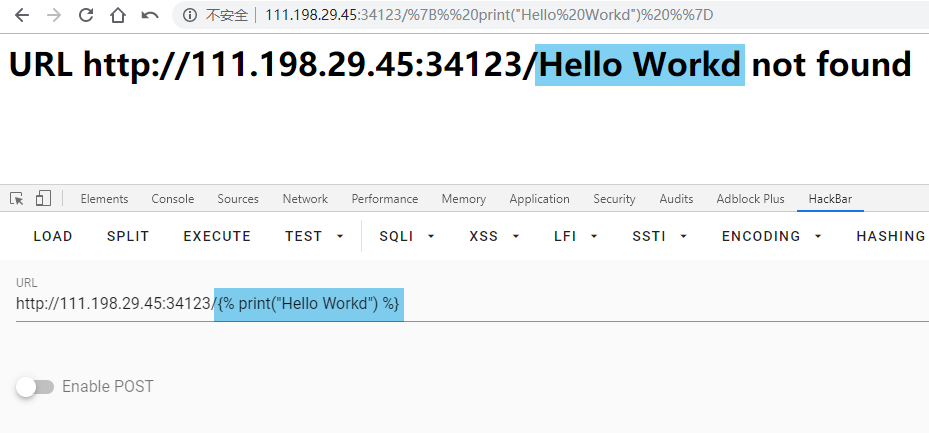 不安全 | 111.198.29.45:34123/%7B%%20print("Hello%20Workd")%20%%7D
URL http://111.198.29.45:34123/Hello Workd not found
Elements Console Sources Network Performance Memory Application Security Audits Adblock Plus HackBar
LOAD SPLIT EXECUTE TEST SQLI XSS LFI SSTI ENCODING HASHING
URL
http://111.198.29.45:34123/{% print("Hello Workd") %}
Enable POST